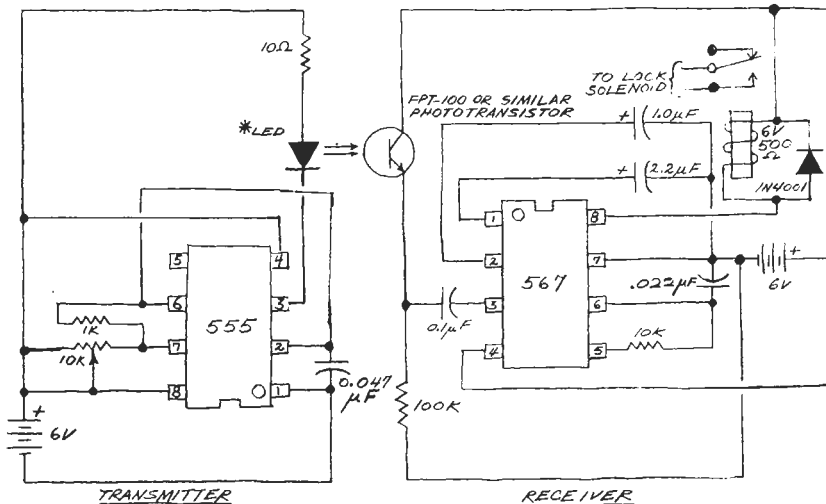 10Ω
*LED
FPT-100 OR SIMILAR
PHOTOTRANSISTOR
TO LOCK
SOLENOID
+ 1.0μF
+ 2.2μF
6V
500
Ω
1N4001
5
4
6
3
555
1K
7
2
10K
8
1
0.047
μF
+
6V
1
8
2
7
567
3
6
4
5
0.1μF
.022μF
10K
+
6V
100K
TRANSMITTER
RECEIVER